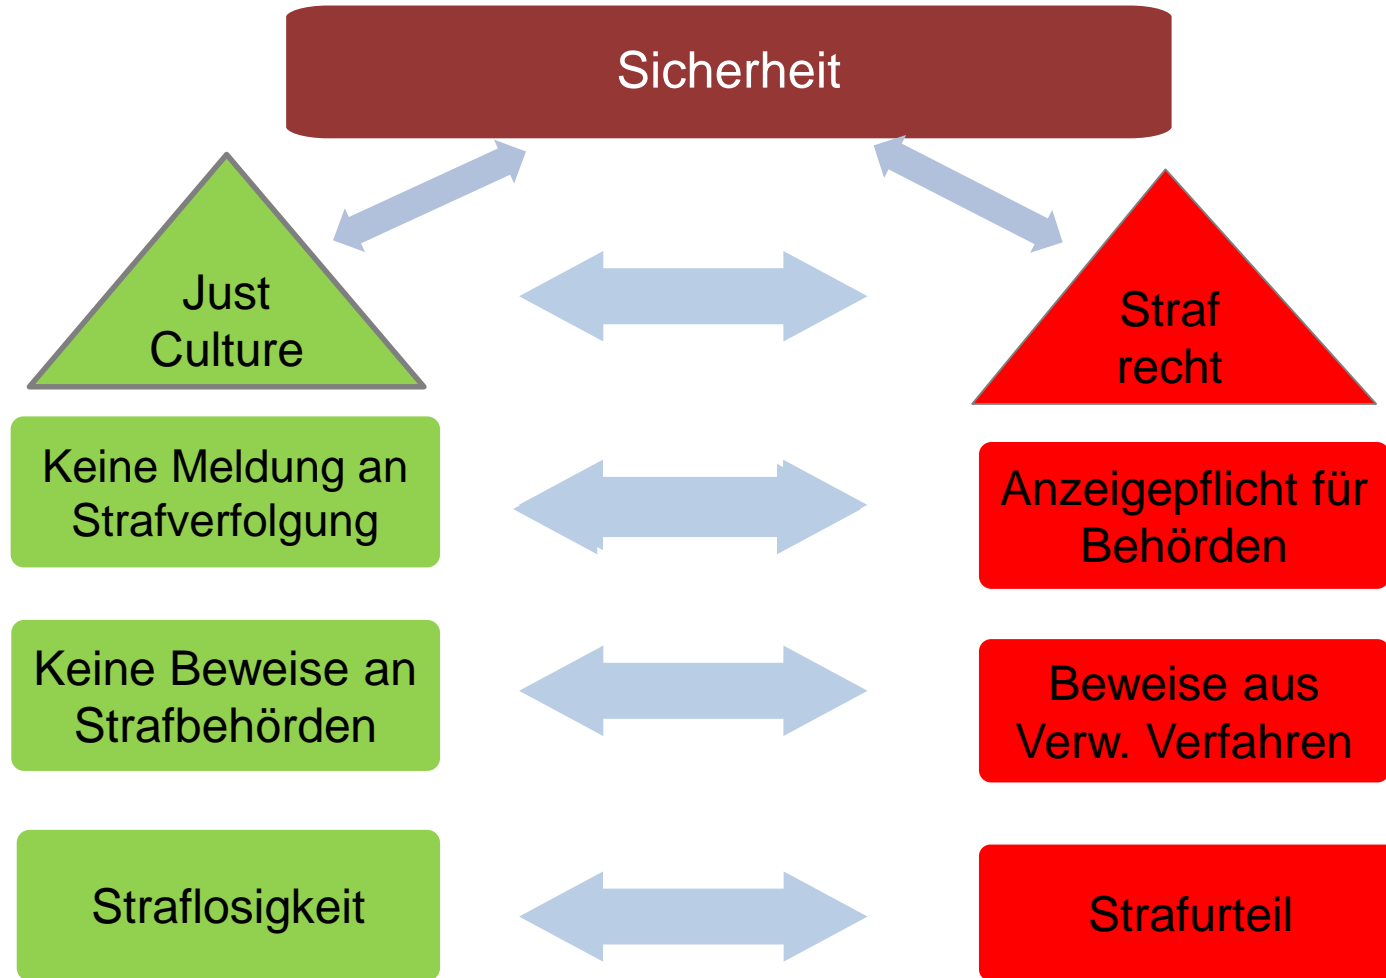 Sicherheit
Just
Culture
Straf
recht
Keine Meldung an
Strafverfolgung
Anzeigepflicht für
Behörden
Keine Beweise an
Strafbehörden
Beweise aus
Verw. Verfahren
Straflosigkeit
Strafurteil